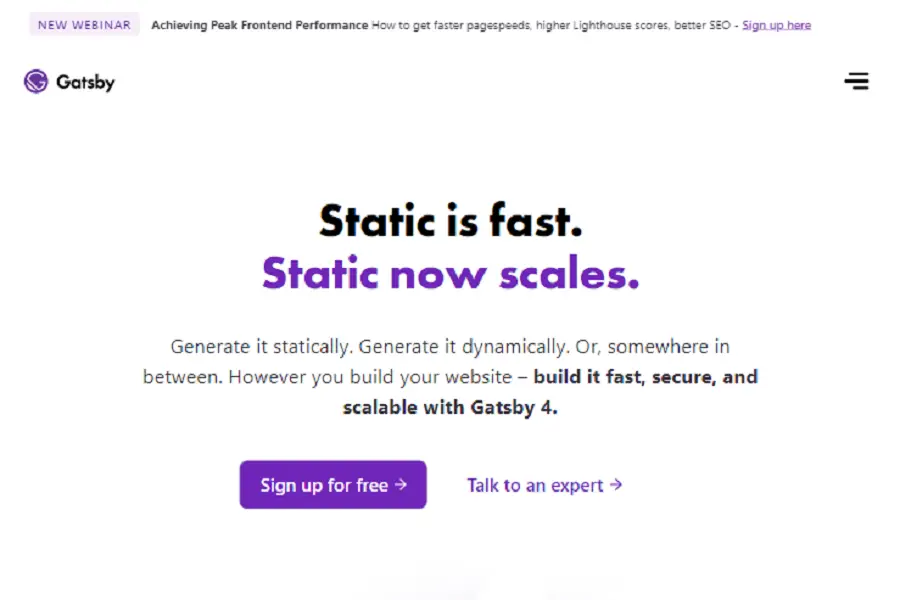 NEW WEBINAR Achieving Peak Frontend Performance How to get faster pagespeeds, higher Lighthouse scores, better SEO - Sign up here
Gatsby
Static is fast.
Static now scales.
Generate it statically. Generate it dynamically. Or, somewhere in
between. However you build your website – build it fast, secure, and
scalable with Gatsby 4.
Sign up for free →
Talk to an expert →